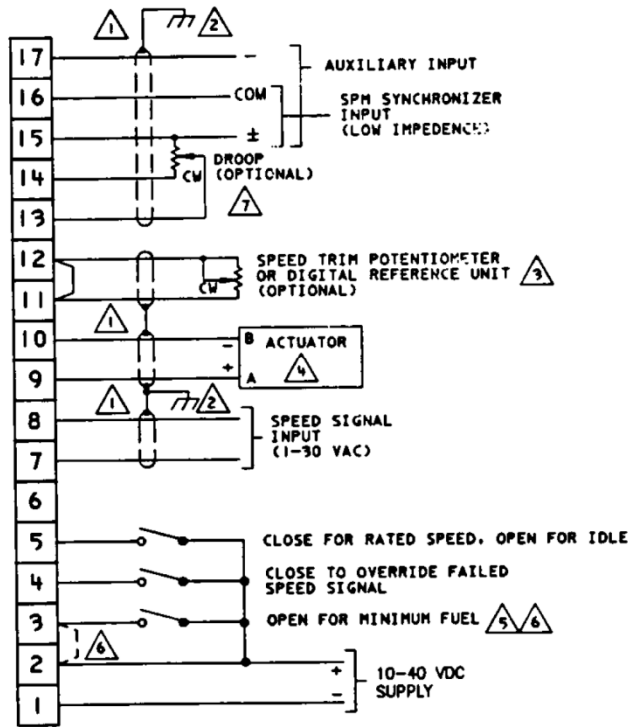 1 2
17 - AUXILIARY INPUT
16 COM SPM SYNCHRONIZER
INPUT
(LOW IMPEDENCE)
15 ±
DROOP
(OPTIONAL)
CW
14
7
13
12 SPEED TRIM POTENTIOMETER
OR DIGITAL REFERENCE UNIT 3
(OPTIONAL)
CW
11
1
10 - B ACTUATOR
4
9 + A
1 2
8 SPEED SIGNAL
INPUT
(1-30 VAC)
7
6
5 CLOSE FOR RATED SPEED, OPEN FOR IDLE
4 CLOSE TO OVERRIDE FAILED
SPEED SIGNAL
3 OPEN FOR MINIMUM FUEL 5 6
6
2 +
10-40 VDC
SUPPLY
1 -